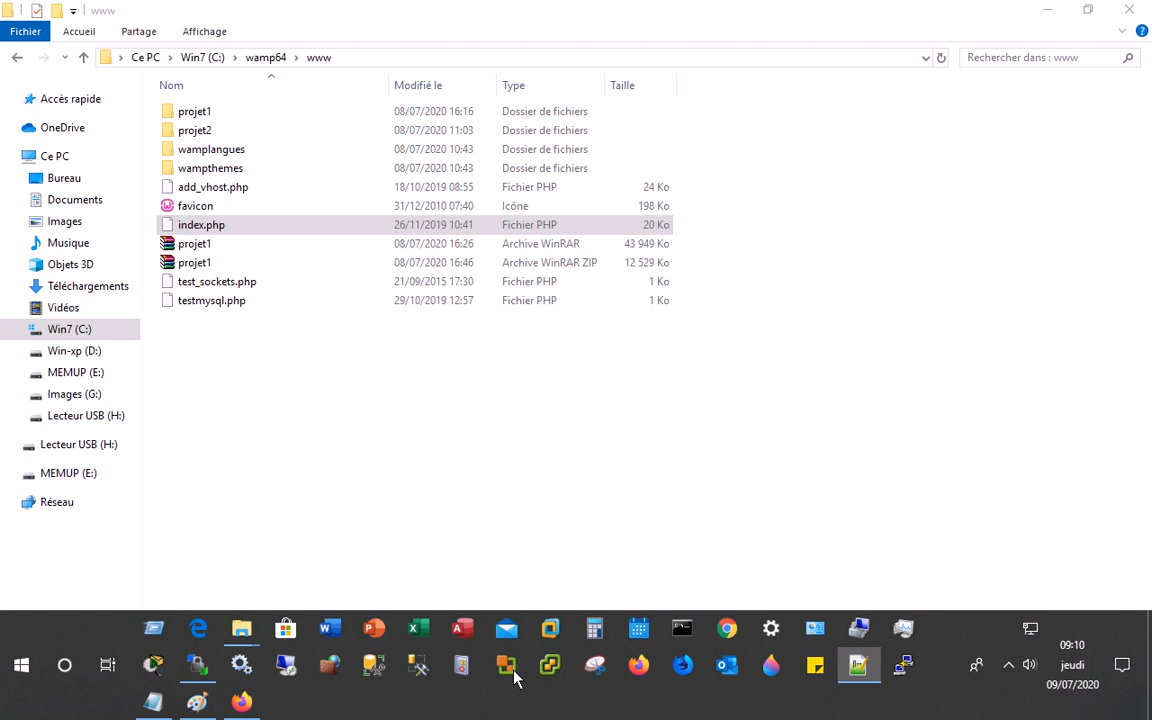 www
Fichier Accueil Partage Affichage
Ce PC Win7 (C:) wamp64 www Rechercher dans : www
Nom Modifié le Type Taille
Accès rapide
OneDrive
Ce PC
Bureau
Documents
Images
Musique
Objets 3D
Téléchargements
Vidéos
Win7 (C:)
Win-xp (D:)
MEMUP (E:)
Images (G:)
Lecteur USB (H:)
Lecteur USB (H:)
MEMUP (E:)
Réseau
projet1 08/07/2020 16:16 Dossier de fichiers
projet2 08/07/2020 11:03 Dossier de fichiers
wamplangues 08/07/2020 10:43 Dossier de fichiers
wampthemes 08/07/2020 10:43 Dossier de fichiers
add_vhost.php 18/10/2019 08:55 Fichier PHP 24 Ko
favicon 31/12/2010 07:40 Icône 198 Ko
index.php 26/11/2019 10:41 Fichier PHP 20 Ko
projet1 08/07/2020 16:26 Archive WinRAR 43 949 Ko
projet1 08/07/2020 16:46 Archive WinRAR ZIP 12 529 Ko
test_sockets.php 21/09/2015 17:30 Fichier PHP 1 Ko
testmysql.php 29/10/2019 12:57 Fichier PHP 1 Ko
09:10
jeudi
09/07/2020